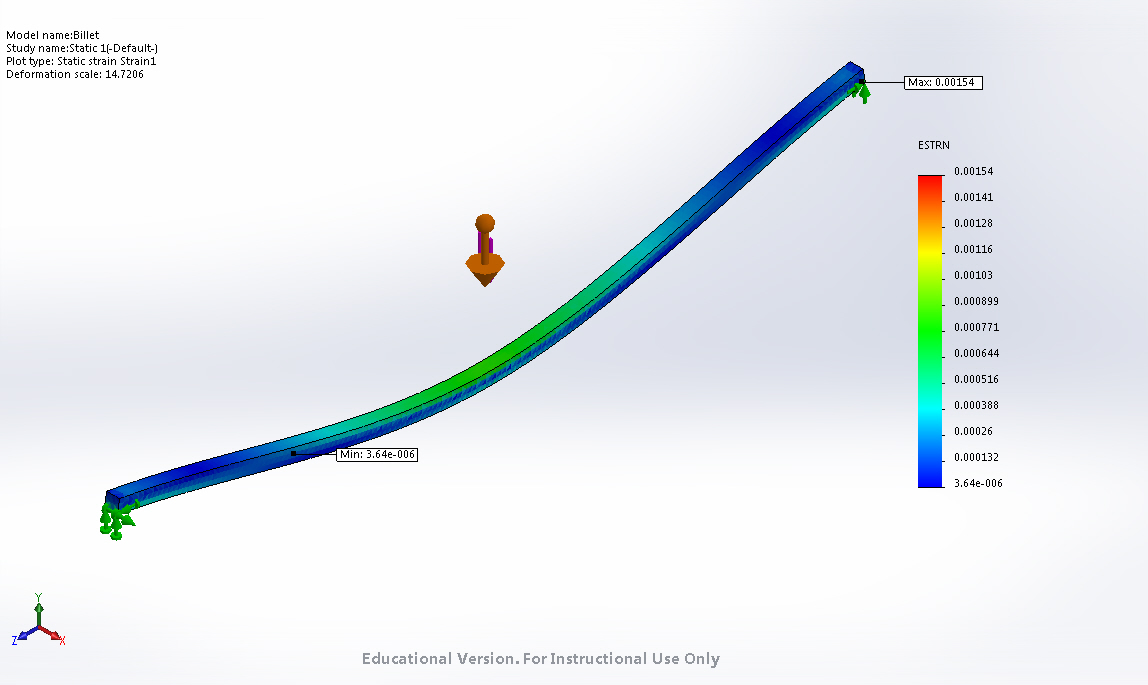 Model name:Billet
Study name:Static 1(-Default-)
Plot type: Static strain Strain1
Deformation scale: 14.7206
Max: 0.00154
ESTRN
0.00154
0.00141
0.00128
0.00116
0.00103
0.000899
0.000771
0.000644
0.000516
0.000388
0.00026
0.000132
3.64e-006
Min: 3.64e-006
Y
Z
X
Educational Version. For Instructional Use Only